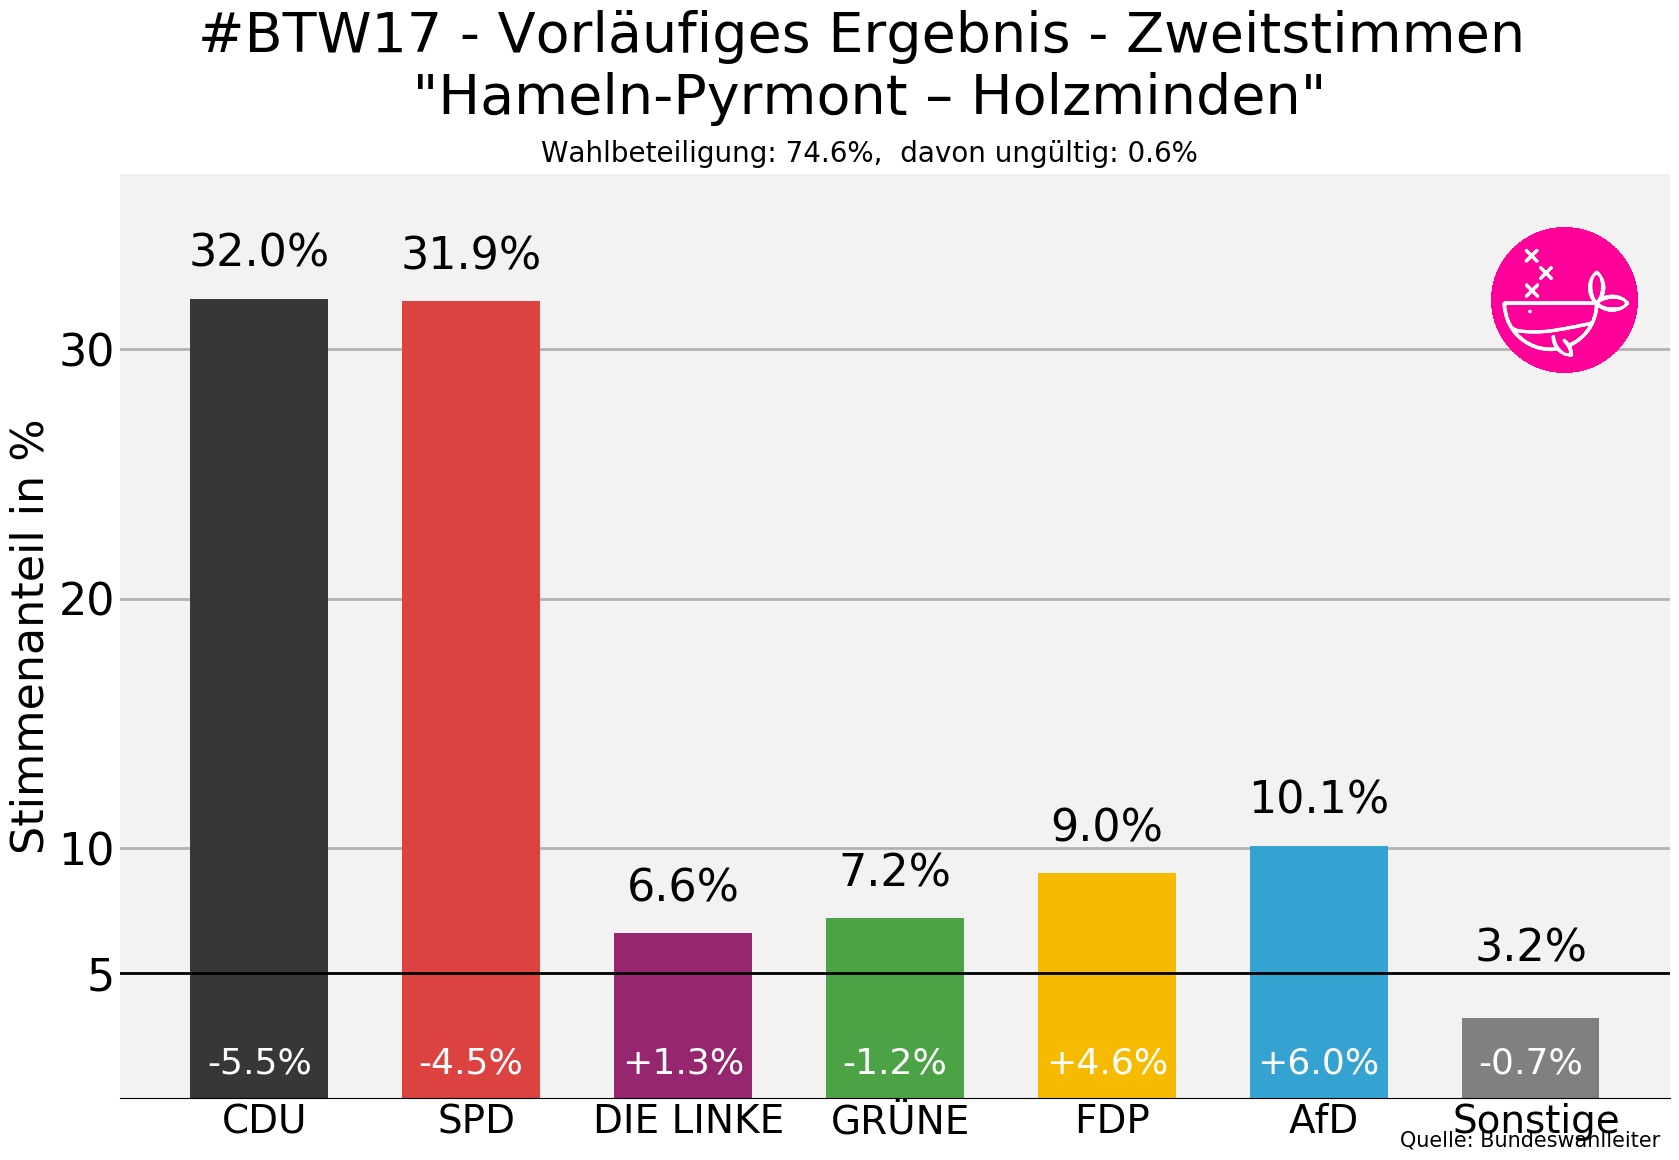 #BTW17 - Vorläufiges Ergebnis - Zweitstimmen
"Hameln-Pyrmont – Holzminden"
Wahlbeteiligung: 74.6%,  davon ungültig: 0.6%
Stimmenanteil in %
30
20
10
5
32.0%
31.9%
6.6%
7.2%
9.0%
10.1%
3.2%
-5.5%
-4.5%
+1.3%
-1.2%
+4.6%
+6.0%
-0.7%
CDU
SPD
DIE LINKE
GRÜNE
FDP
AfD
Sonstige
Quelle: Bundeswahlleiter